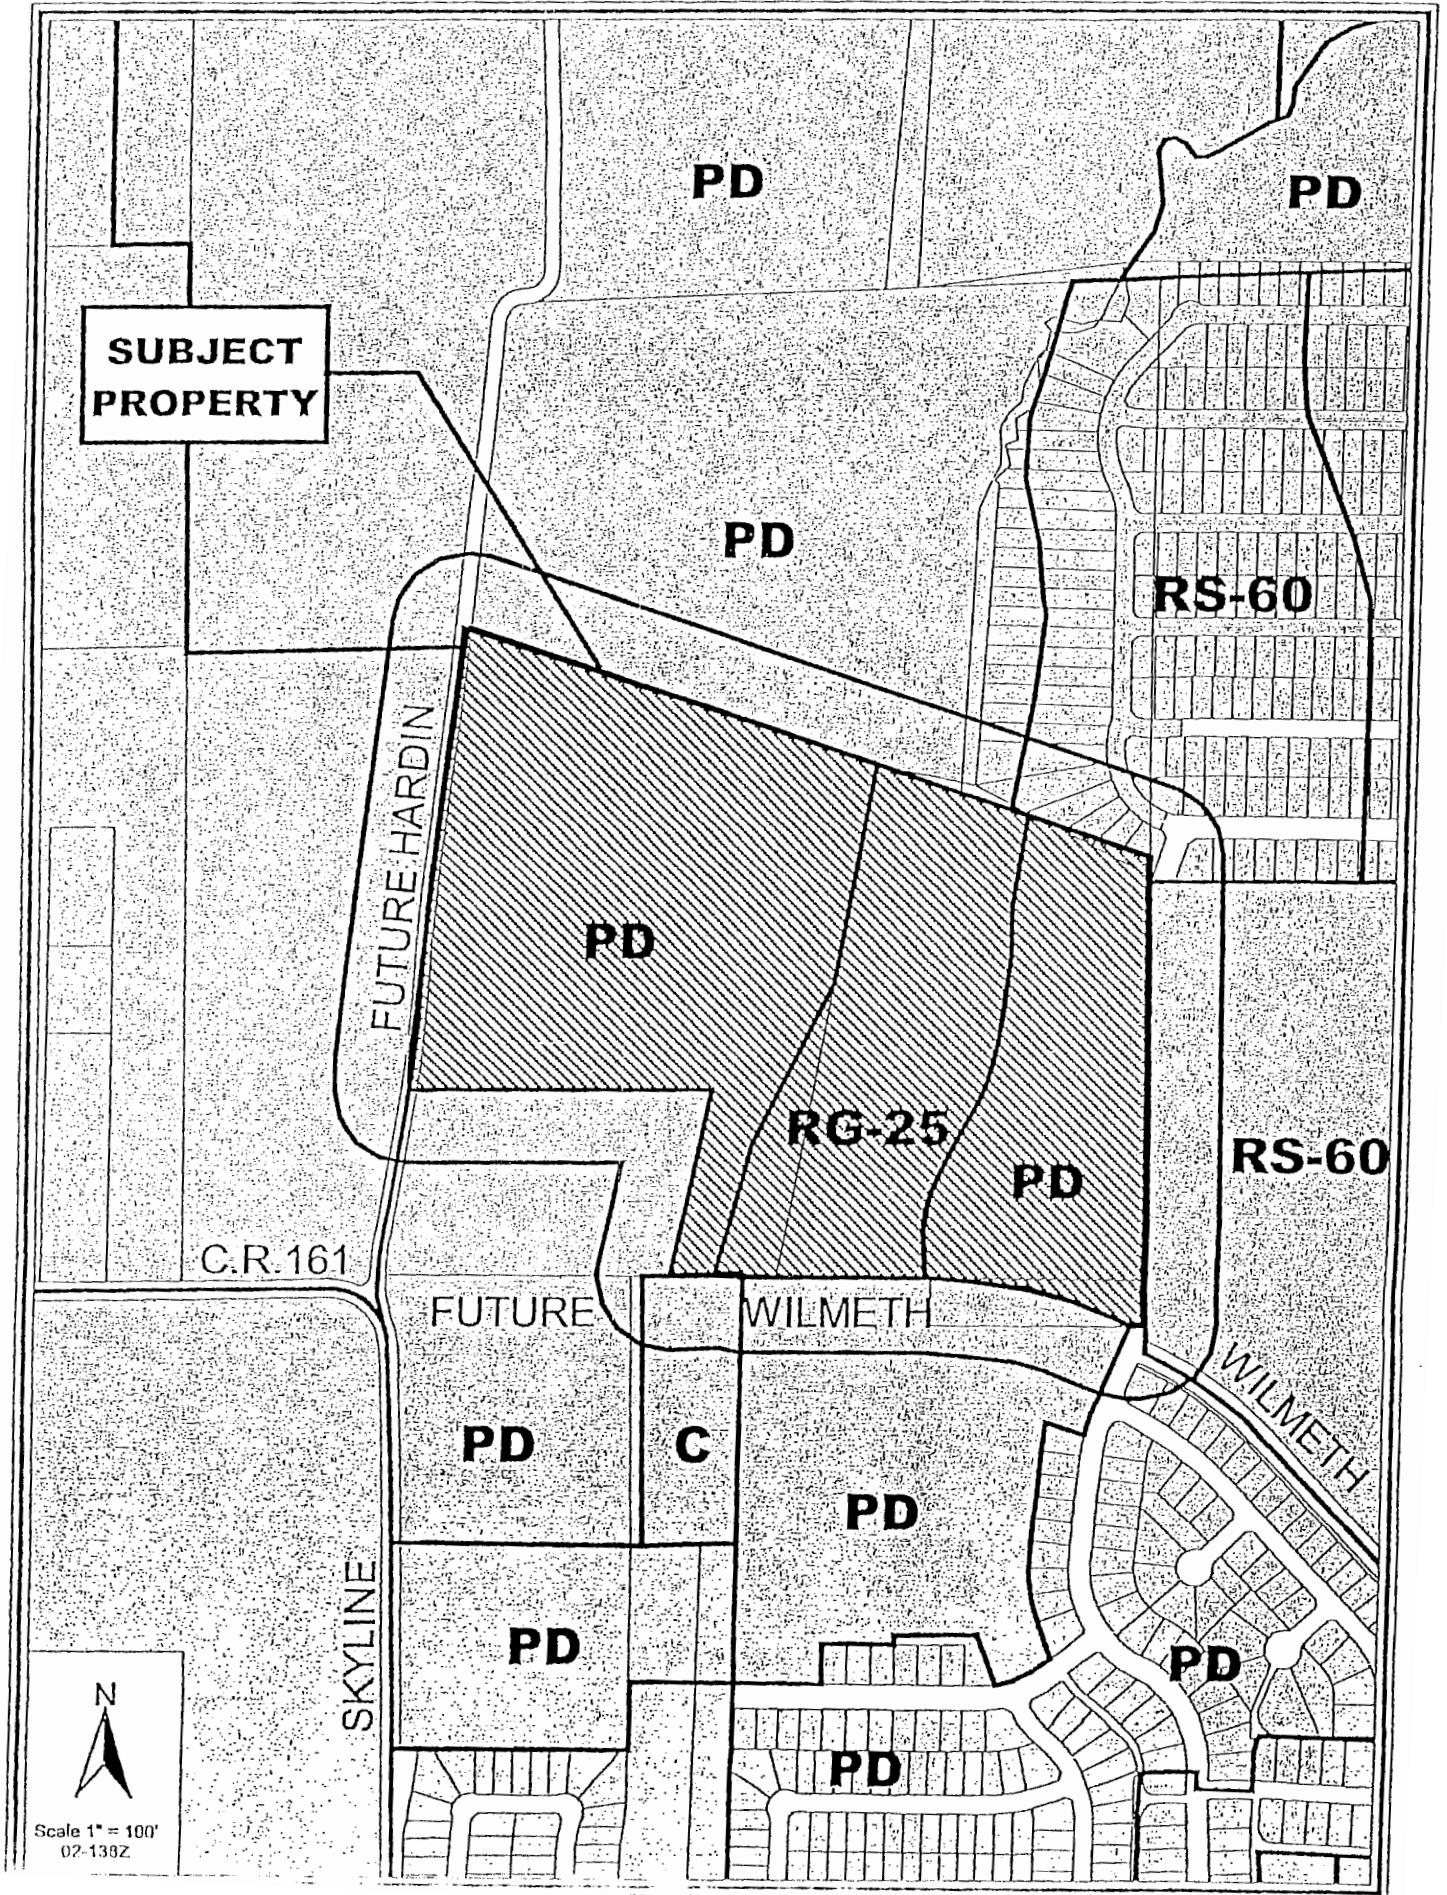 PD
PD
SUBJECT
PROPERTY
PD
RS-60
FUTURE HARDIN
PD
RG-25
PD
RS-60
C.R. 161
FUTURE WILMETH
WILMETH
PD
C
PD
SKYLINE
PD
PD
PD
N
Scale 1" = 100'
02-138Z